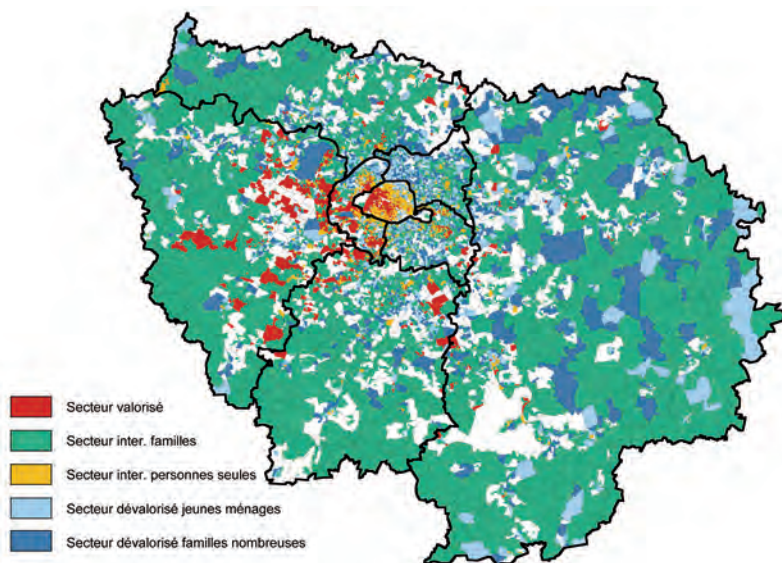 Secteur valorisé
Secteur inter. familles
Secteur inter. personnes seules
Secteur dévalorisé jeunes ménages
Secteur dévalorisé familles nombreuses